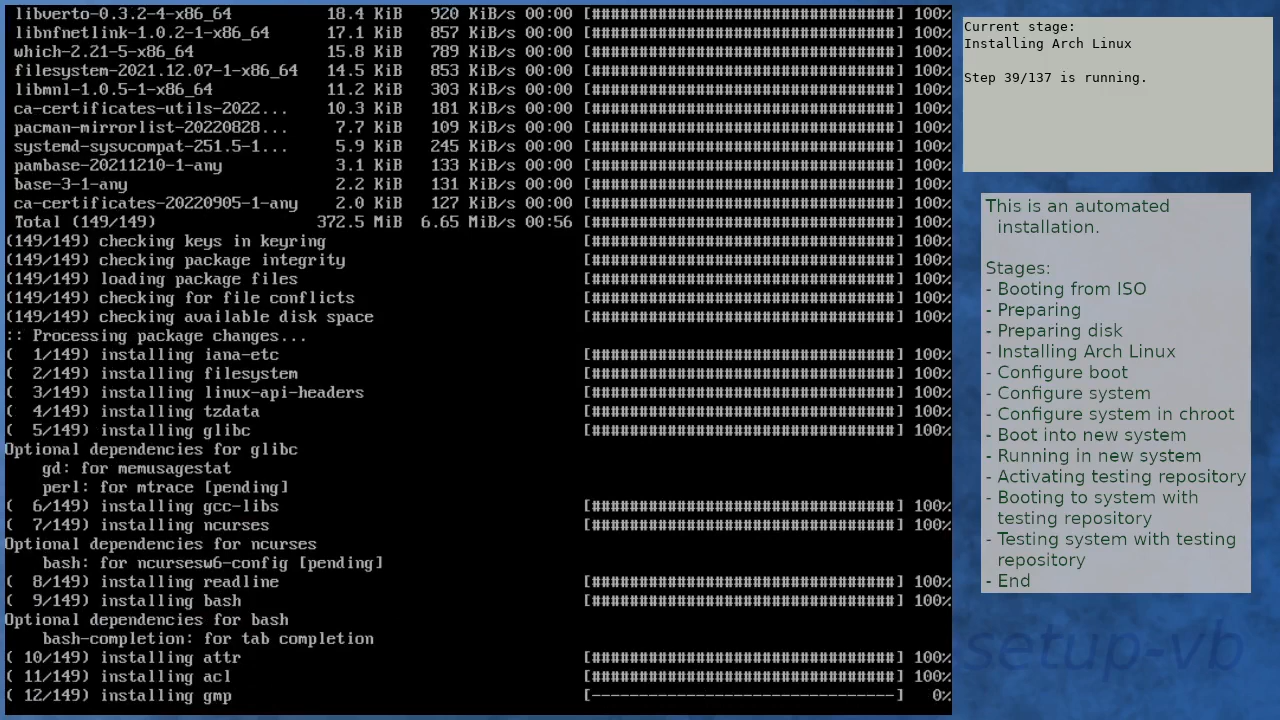 libverto-0.3.2-4-x86_64 18.4 KiB 920 KiB/s 00:00 [################################] 100%
libnfnetlink-1.0.2-1-x86_64 17.1 KiB 857 KiB/s 00:00 [################################] 100%
which-2.21-5-x86_64 15.8 KiB 789 KiB/s 00:00 [################################] 100%
filesystem-2021.12.07-1-x86_64 14.5 KiB 853 KiB/s 00:00 [################################] 100%
libmnl-1.0.5-1-x86_64 11.2 KiB 303 KiB/s 00:00 [################################] 100%
ca-certificates-utils-2022... 10.3 KiB 181 KiB/s 00:00 [################################] 100%
pacman-mirrorlist-20220828... 7.7 KiB 109 KiB/s 00:00 [################################] 100%
systemd-sysvcompat-251.5-1... 5.9 KiB 245 KiB/s 00:00 [################################] 100%
pambase-20211210-1-any 3.1 KiB 133 KiB/s 00:00 [################################] 100%
base-3-1-any 2.2 KiB 131 KiB/s 00:00 [################################] 100%
ca-certificates-20220905-1-any 2.0 KiB 127 KiB/s 00:00 [################################] 100%
Total (149/149) 372.5 MiB 6.65 MiB/s 00:56 [################################] 100%
(149/149) checking keys in keyring [################################] 100%
(149/149) checking package integrity [################################] 100%
(149/149) loading package files [################################] 100%
(149/149) checking for file conflicts [################################] 100%
(149/149) checking available disk space [################################] 100%
:: Processing package changes...
( 1/149) installing iana-etc [################################] 100%
( 2/149) installing filesystem [################################] 100%
( 3/149) installing linux-api-headers [################################] 100%
( 4/149) installing tzdata [################################] 100%
( 5/149) installing glibc [################################] 100%
Optional dependencies for glibc
gd: for memusagestat
perl: for mtrace [pending]
( 6/149) installing gcc-libs [################################] 100%
( 7/149) installing ncurses [################################] 100%
Optional dependencies for ncurses
bash: for ncursesw6-config [pending]
( 8/149) installing readline [################################] 100%
( 9/149) installing bash [################################] 100%
Optional dependencies for bash
bash-completion: for tab completion
( 10/149) installing attr [################################] 100%
( 11/149) installing acl [################################] 100%
( 12/149) installing gmp [--------------------------------] 0%
Current stage:
Installing Arch Linux
Step 39/137 is running.
This is an automated
installation.
Stages:
- Booting from ISO
- Preparing
- Preparing disk
- Installing Arch Linux
- Configure boot
- Configure system
- Configure system in chroot
- Boot into new system
- Running in new system
- Activating testing repository
- Booting to system with
testing repository
- Testing system with testing
repository
- End
setup-vb